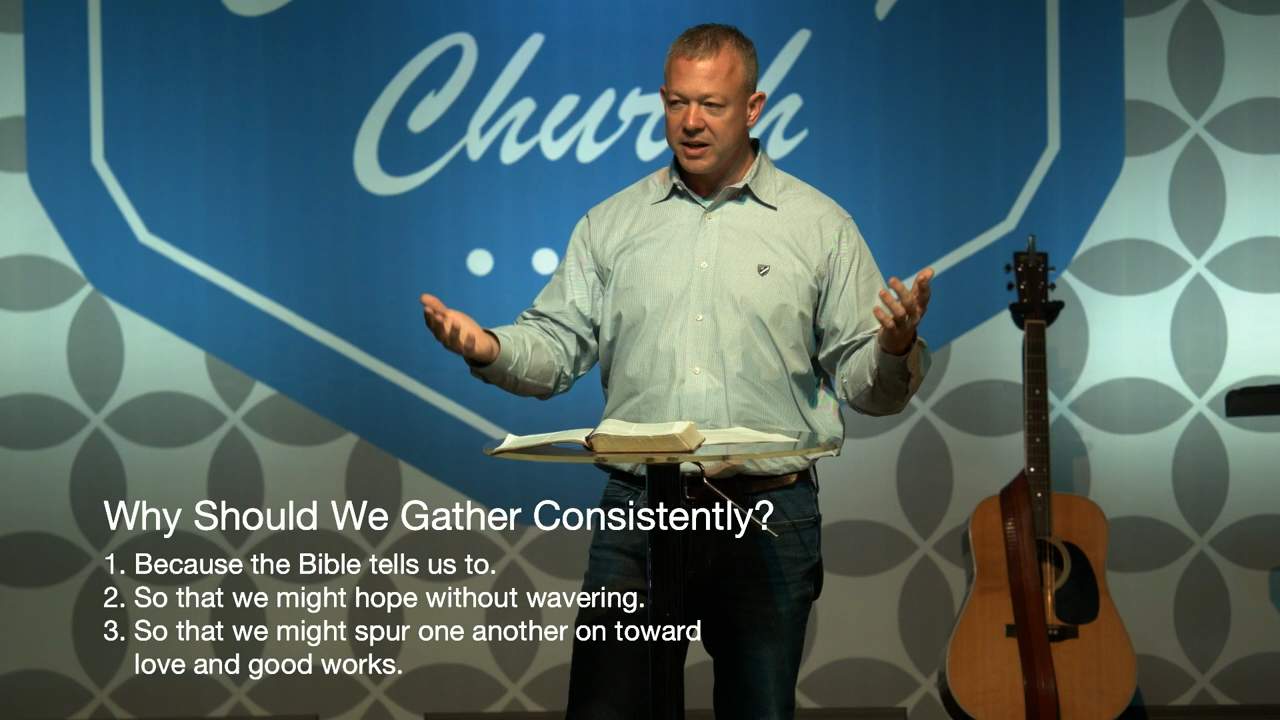 Church
Why Should We Gather Consistently?
1. Because the Bible tells us to.
2. So that we might hope without wavering.
3. So that we might spur one another on toward
love and good works.